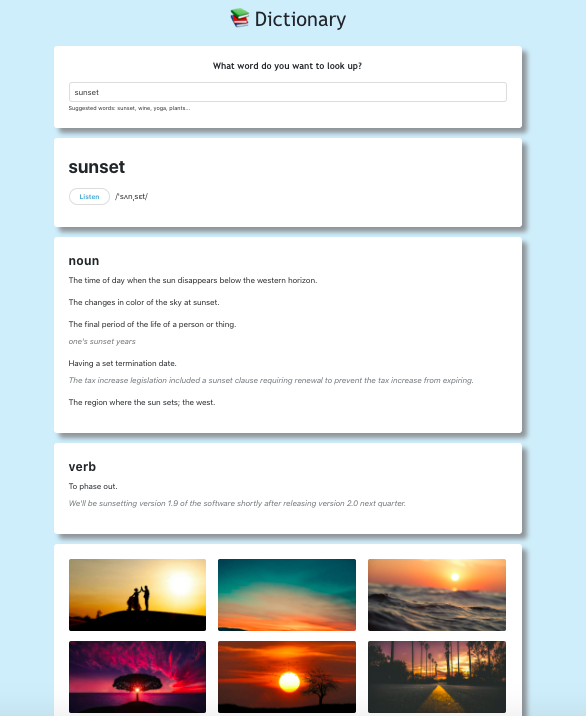 Dictionary
What word do you want to look up?
sunset
Suggested words: sunset, wine, yoga, plants...
sunset
Listen /ˈsʌnˌsɛt/
noun
The time of day when the sun disappears below the western horizon.
The changes in color of the sky at sunset.
The final period of the life of a person or thing.
one's sunset years
Having a set termination date.
The tax increase legislation included a sunset clause requiring renewal to prevent the tax increase from expiring.
The region where the sun sets; the west.
verb
To phase out.
We'll be sunsetting version 1.9 of the software shortly after releasing version 2.0 next quarter.